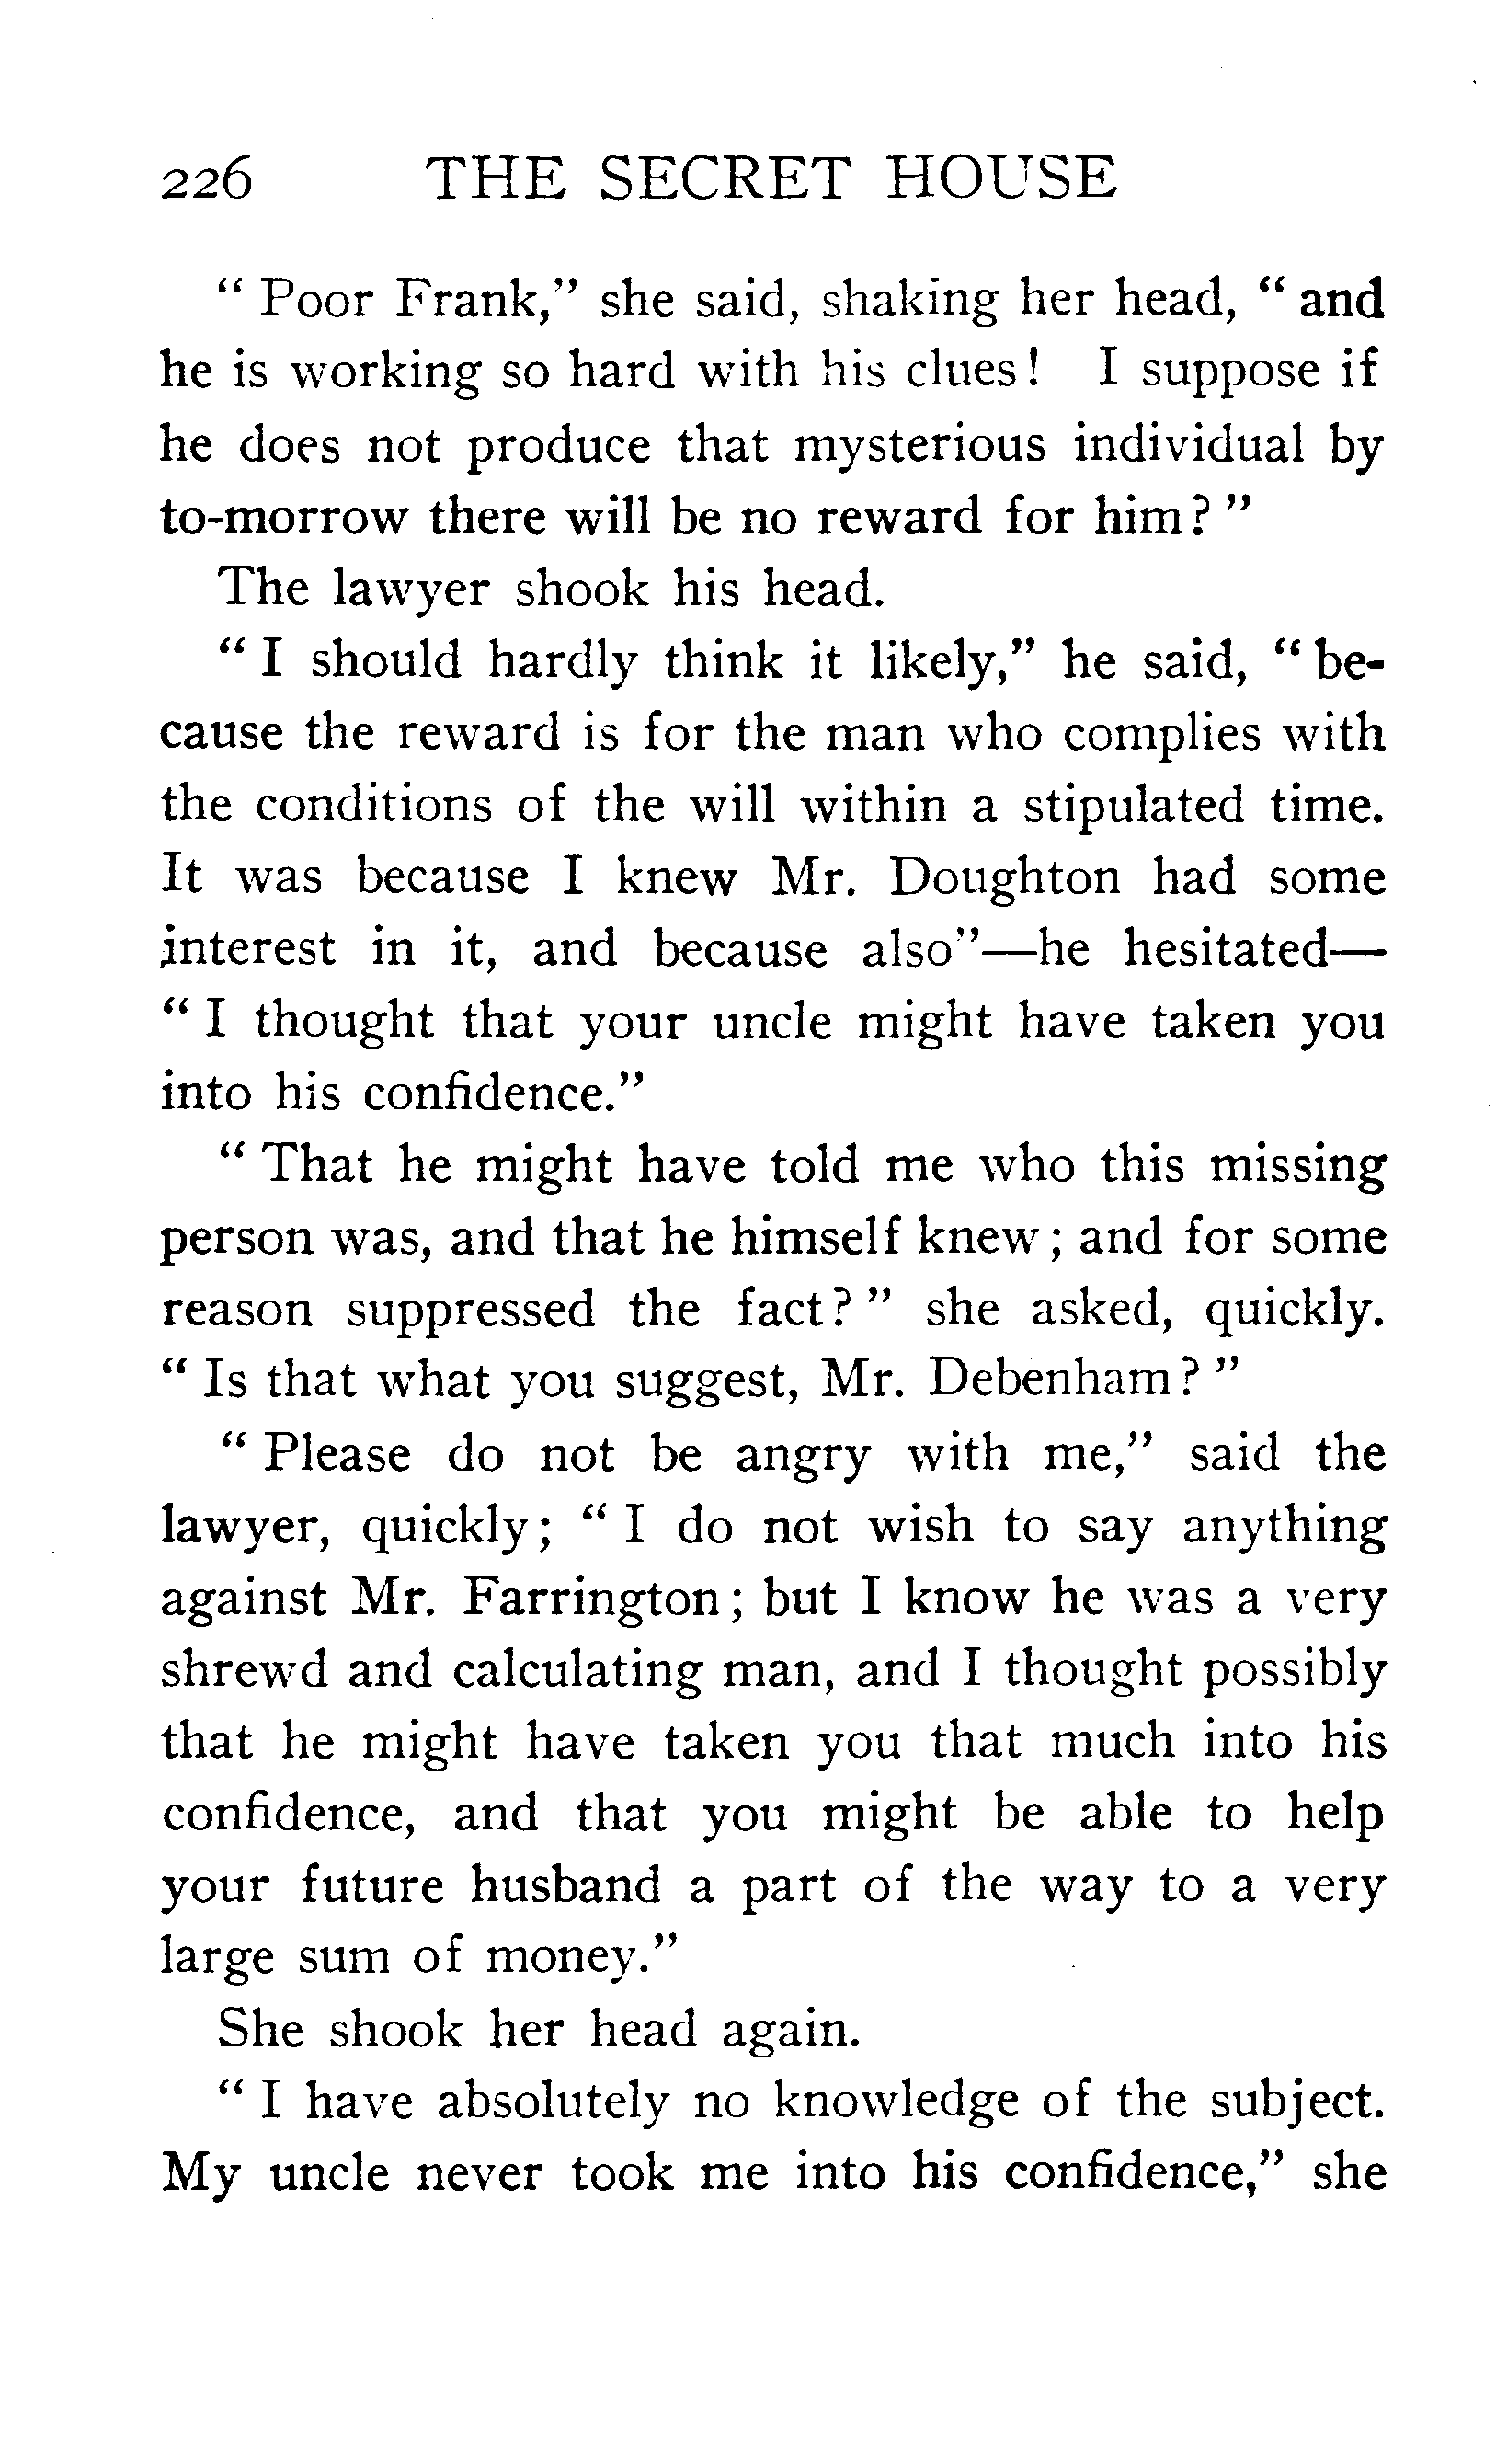 226 THE SECRET HOUSE
" Poor Frank," she said, shaking her head, " and
he is working so hard with his clues! I suppose if
he does not produce that mysterious individual by
to-morrow there will be no reward for him? "
The lawyer shook his head.
" I should hardly think it likely," he said, " be-
cause the reward is for the man who complies with
the conditions of the will within a stipulated time.
It was because I knew Mr. Doughton had some
interest in it, and because also"—he hesitated—
" I thought that your uncle might have taken you
into his confidence."
" That he might have told me who this missing
person was, and that he himself knew; and for some
reason suppressed the fact? " she asked, quickly.
" Is that what you suggest, Mr. Debenham? "
" Please do not be angry with me," said the
lawyer, quickly; " I do not wish to say anything
against Mr. Farrington; but I know he was a very
shrewd and calculating man, and I thought possibly
that he might have taken you that much into his
confidence, and that you might be able to help
your future husband a part of the way to a very
large sum of money."
She shook her head again.
" I have absolutely no knowledge of the subject.
My uncle never took me into his confidence," she